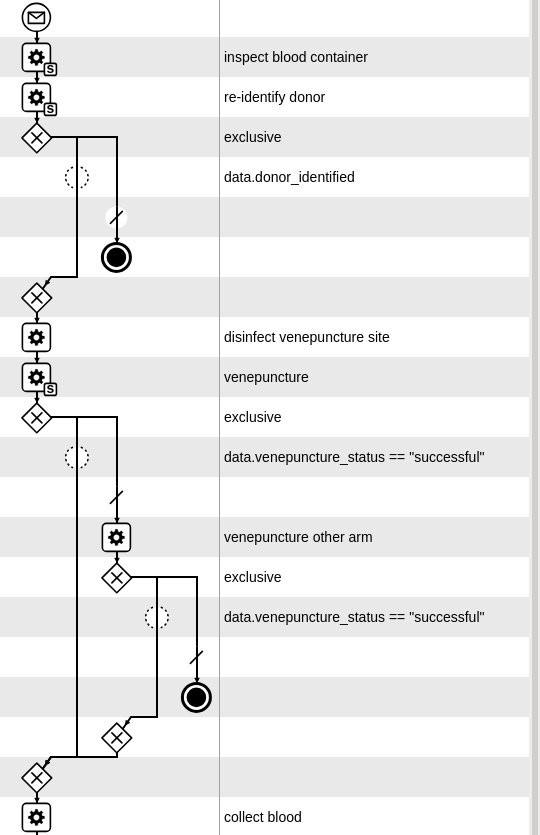 S
inspect blood container
S
re-identify donor
exclusive
data.donor_identified
disinfect venepuncture site
S
venepuncture
exclusive
data.venepuncture_status == "successful"
venepuncture other arm
exclusive
data.venepuncture_status == "successful"
collect blood